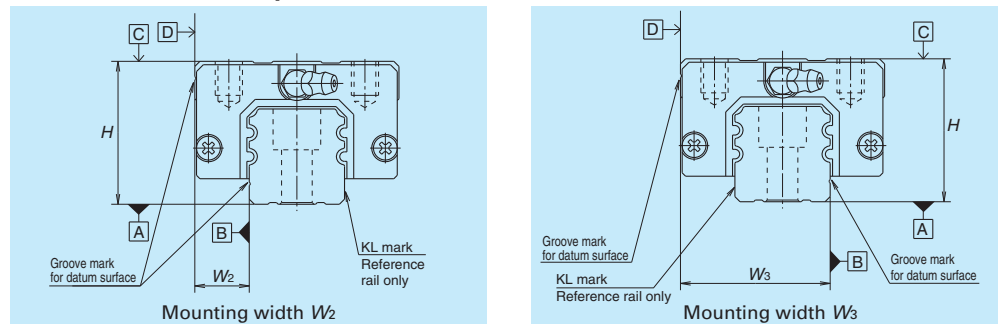 D
C
H
A
B
Groove mark
for datum surface
KL mark
Reference
rail only
W2
Mounting width W2
D
C
H
A
B
Groove mark
for datum surface
KL mark
Reference rail only
W3
Groove mark
for datum surface
Mounting width W3